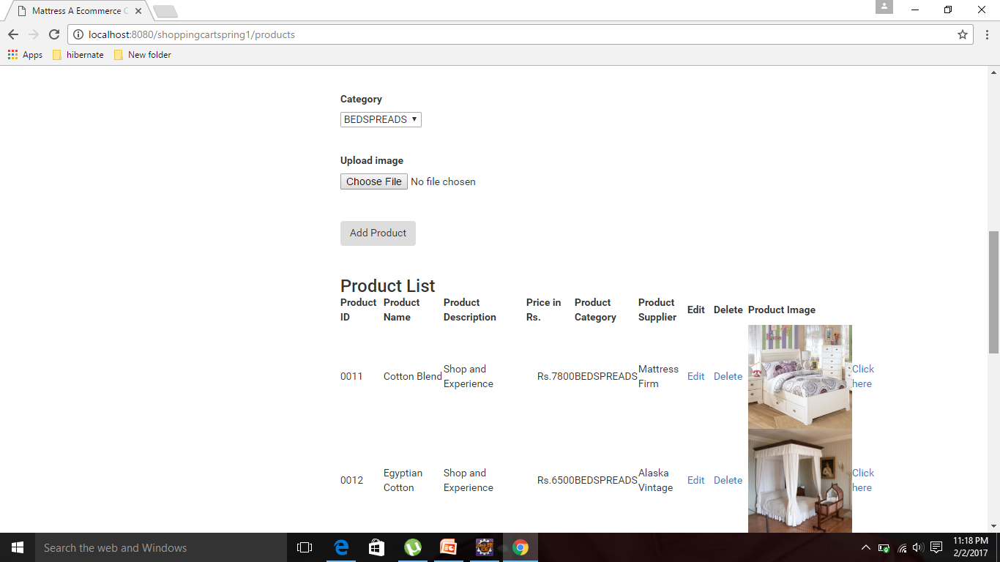 Mattress A Ecommerce C
localhost:8080/shoppingcartspring1/products
Apps hibernate New folder
Category
BEDSPREADS
Upload image
Choose File No file chosen
Add Product
Product List
Product ID Product Name Product Description Price in Rs. Product Category Product Supplier Edit Delete Product Image
0011 Cotton Blend Shop and Experience Rs.7800 BEDSPREADS Mattress Firm Edit Delete Click here
0012 Egyptian Cotton Shop and Experience Rs.6500 BEDSPREADS Alaska Vintage Edit Delete Click here
Search the web and Windows
11:18 PM
2/2/2017